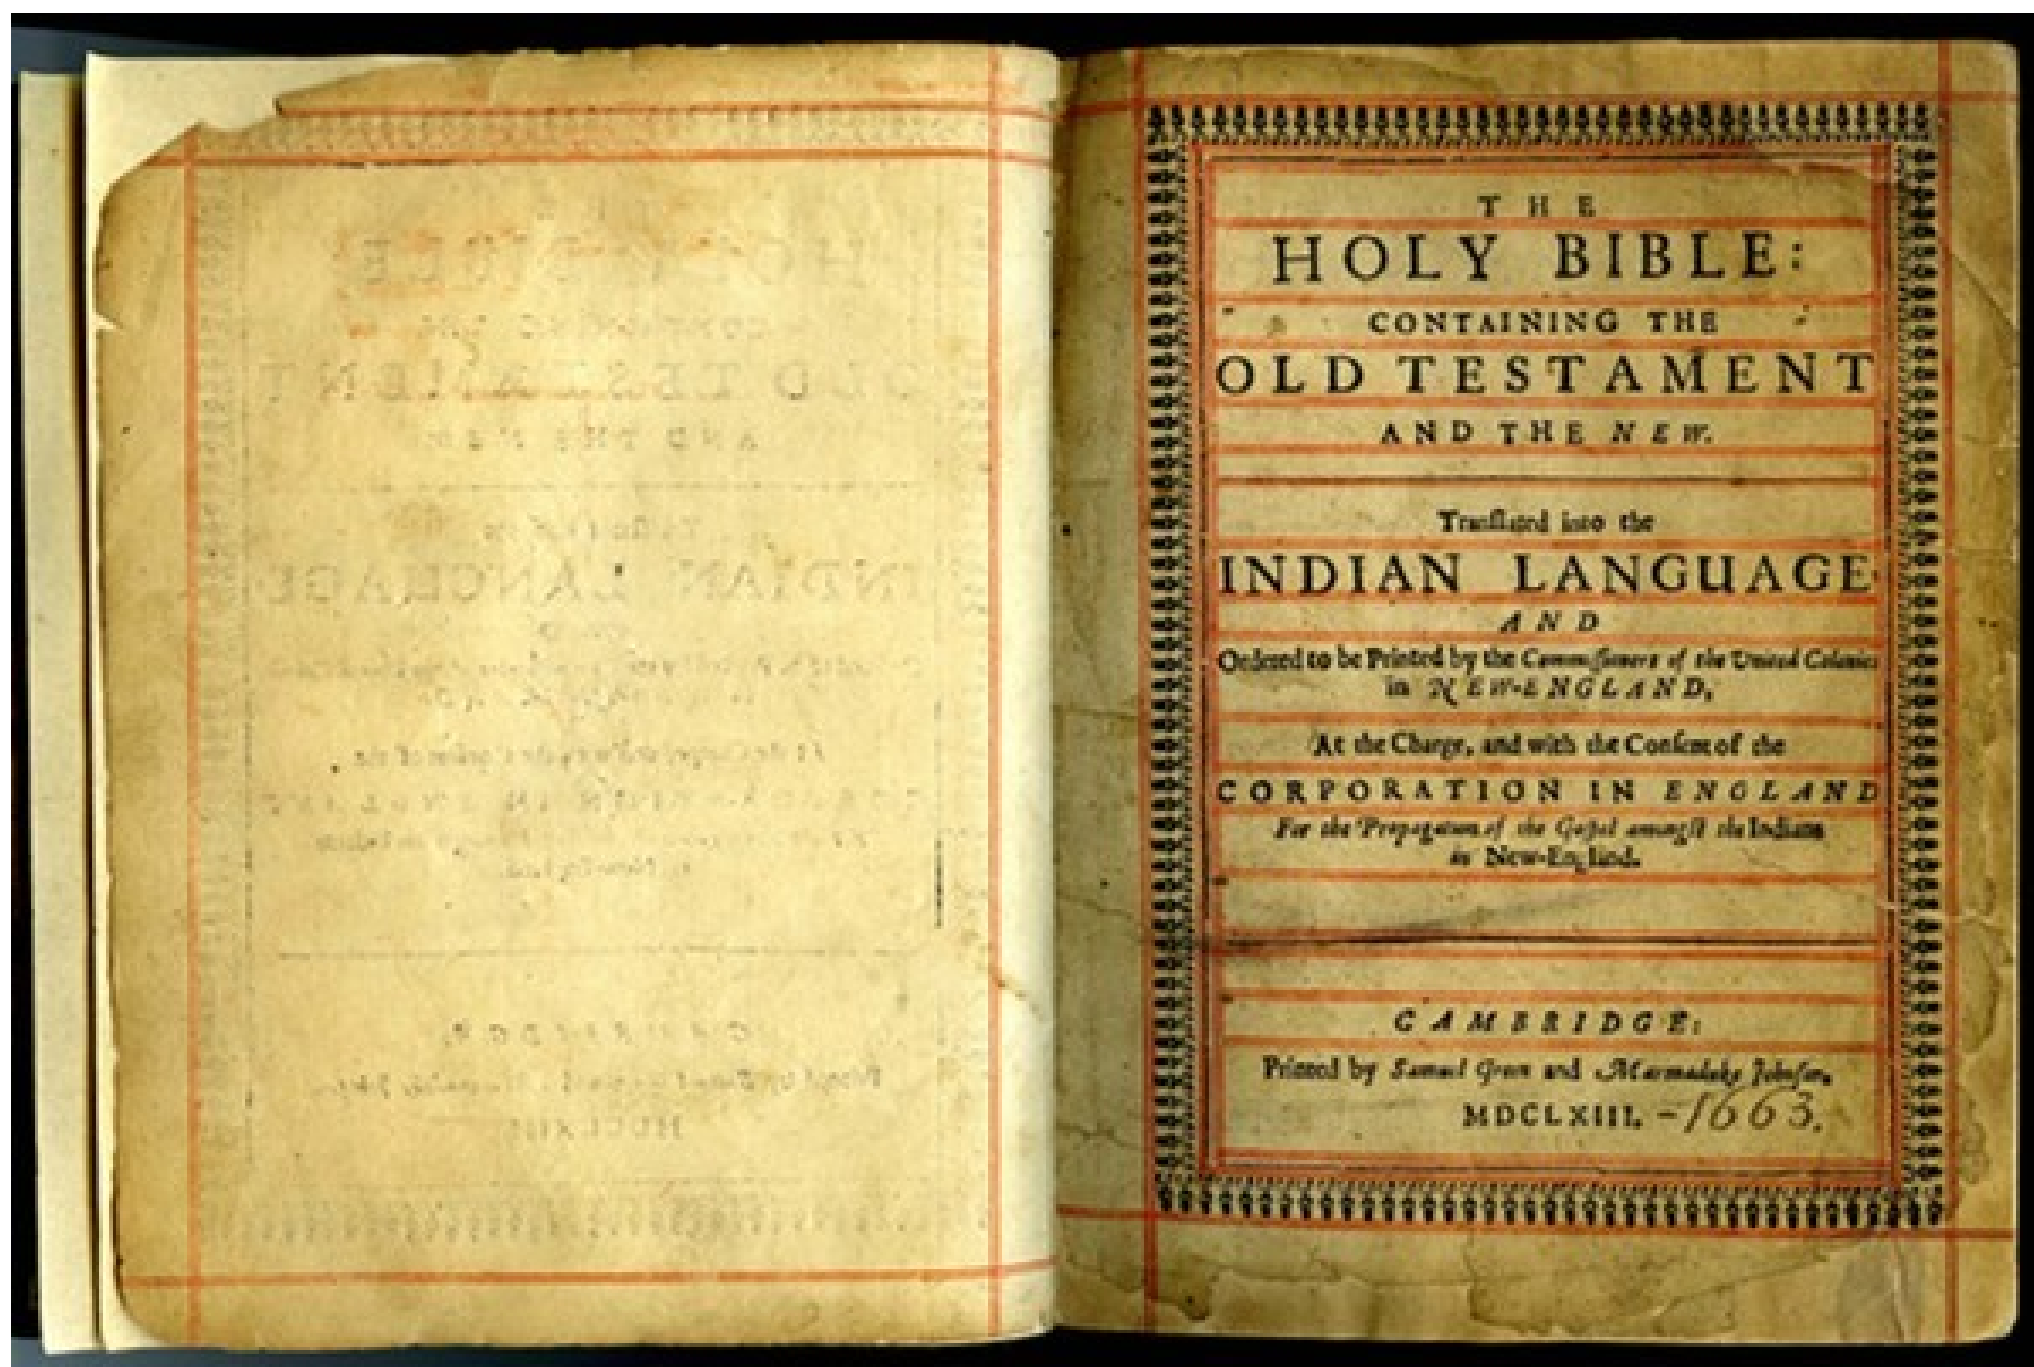 THE
HOLY BIBLE:
CONTAINING THE
OLD TESTAMENT
AND THE NEW.
Tranſlated into the
INDIAN LANGUAGE
AND
Ordered to be Printed by the Commiſſioners of the United Colonies
in NEW-ENGLAND,
At the Charge, and with the Conſent of the
CORPORATION IN ENGLAND
For the Propagation of the Goſpel amongſt the Indians
in New-England.
CAMBRIDGE:
Printed by Samuel Green and Marmaduke Johnſon.
MDCLXIII. -1663.